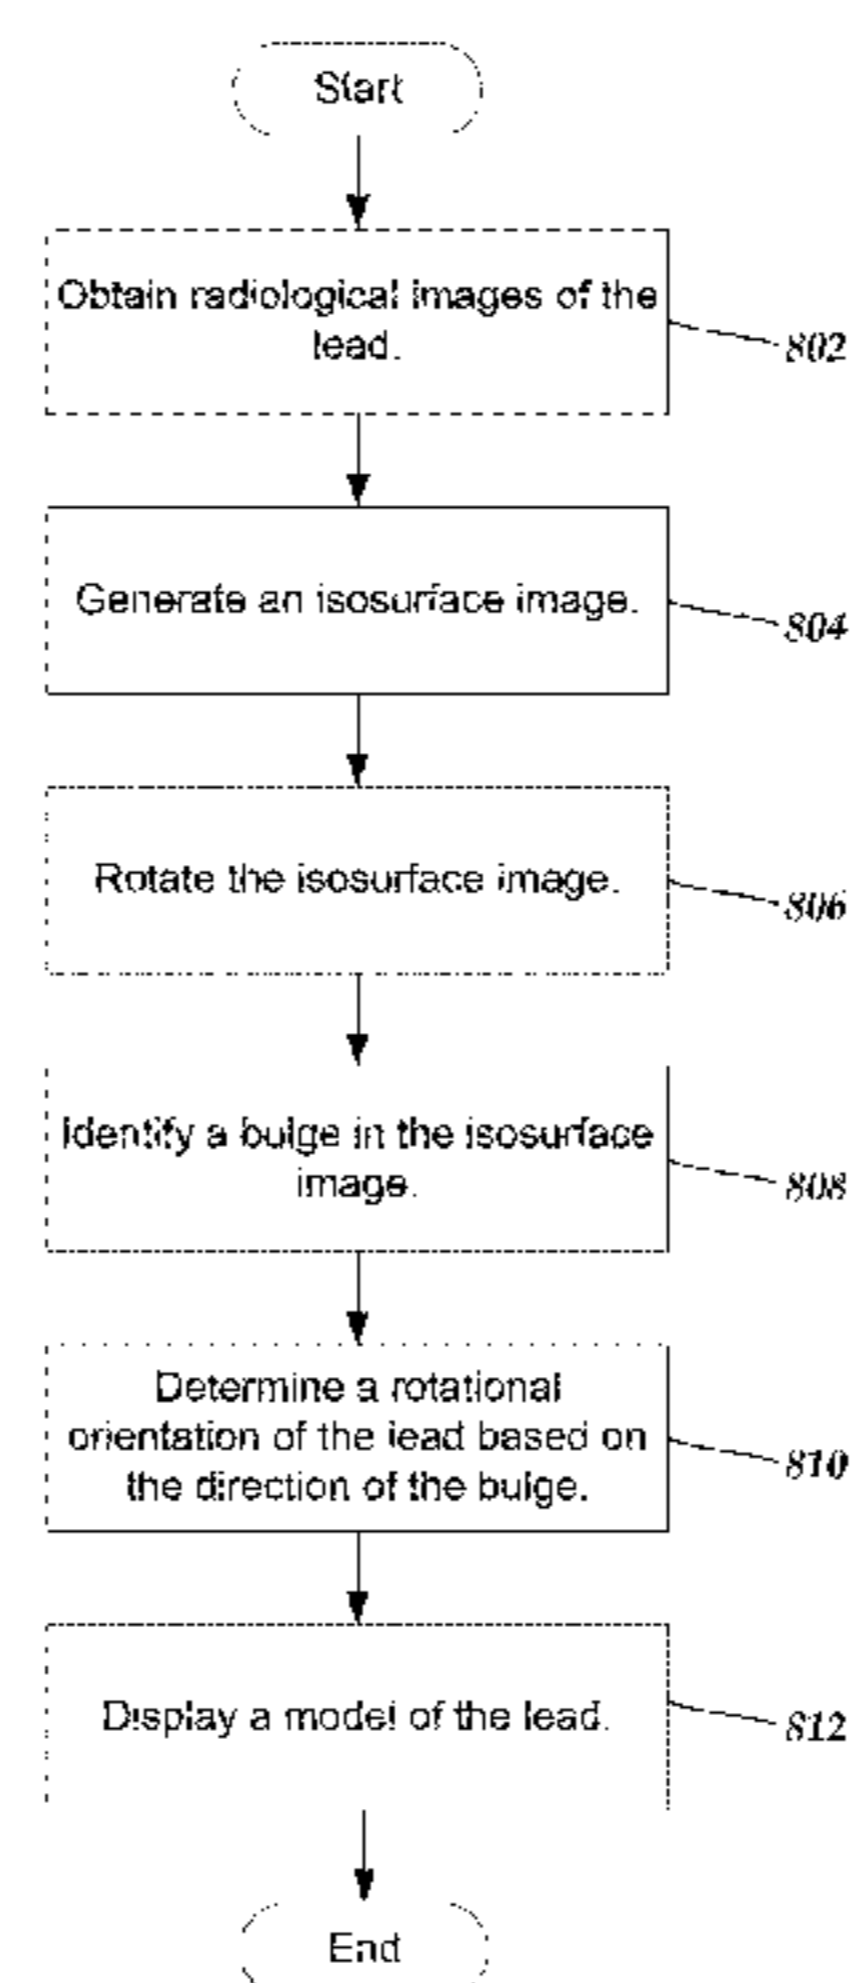 Start
Obtain radiological images of the
lead.
802
Generate an isosurface image.
804
Rotate the isosurface image.
806
Identify a bulge in the isosurface
image.
808
Determine a rotational
orientation of the lead based on
the direction of the bulge.
810
Display a model of the lead.
812
End